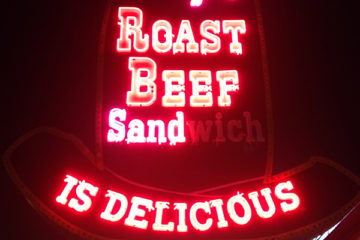 Roast
Beef
Sandwich
IS DELICIOUS